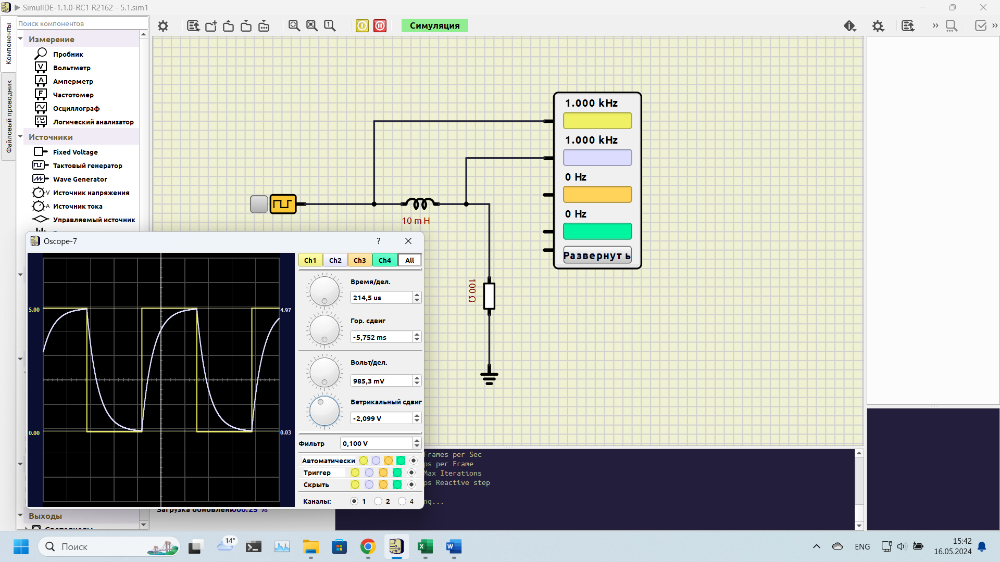 SimulIDE-1.1.0-RC1 R2162 - 5.1.sim1
Компоненты
Файловый проводник
Поиск компонентов
Измерение
Пробник
Вольтметр
Амперметр
Частотомер
Осциллограф
Логический анализатор
Источники
Fixed Voltage
Тактовый генератор
Wave Generator
Источник напряжения
Источник тока
Управляемый источник
Выходы
Светодиоды
1
Симуляция
1.000 kHz
1.000 kHz
0 Hz
0 Hz
Развернуть
10 mH
100 Ω
Oscope-7
?
5.00
4.97
0.00
0.03
Ch1
Ch2
Ch3
Ch4
All
Время/дел.
214,5 us
Гор. сдвиг
-5,752 ms
Вольт/дел.
985,3 mV
Ветрикальный сдвиг
-2,099 V
Фильтр
0,100 V
Автоматически
Триггер
Скрыть
Каналы:
1
2
4
Frames per Sec
ps per Frame
Max Iterations
ps Reactive step
ng...
Загрузка обновлени
000.25 %
Поиск
14°
ENG
15:42
16.05.2024